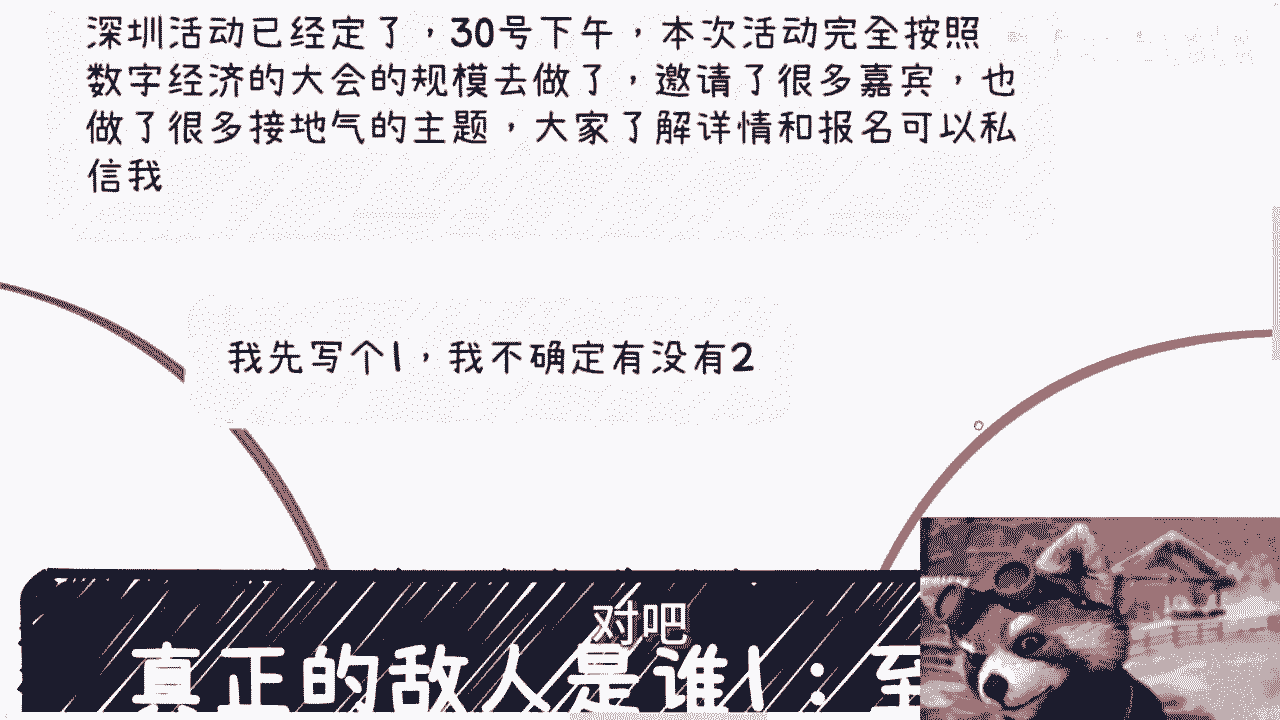 深圳活动已经定了，30号下午，本次活动完全按照
数字经济的大会的规模去做了，邀请了很多嘉宾，也
做了很多接地气的主题，大家了解详情和报名可以私
信我
我先写个1，我不确定有没有2
对吧
真正的敌人是谁1：至